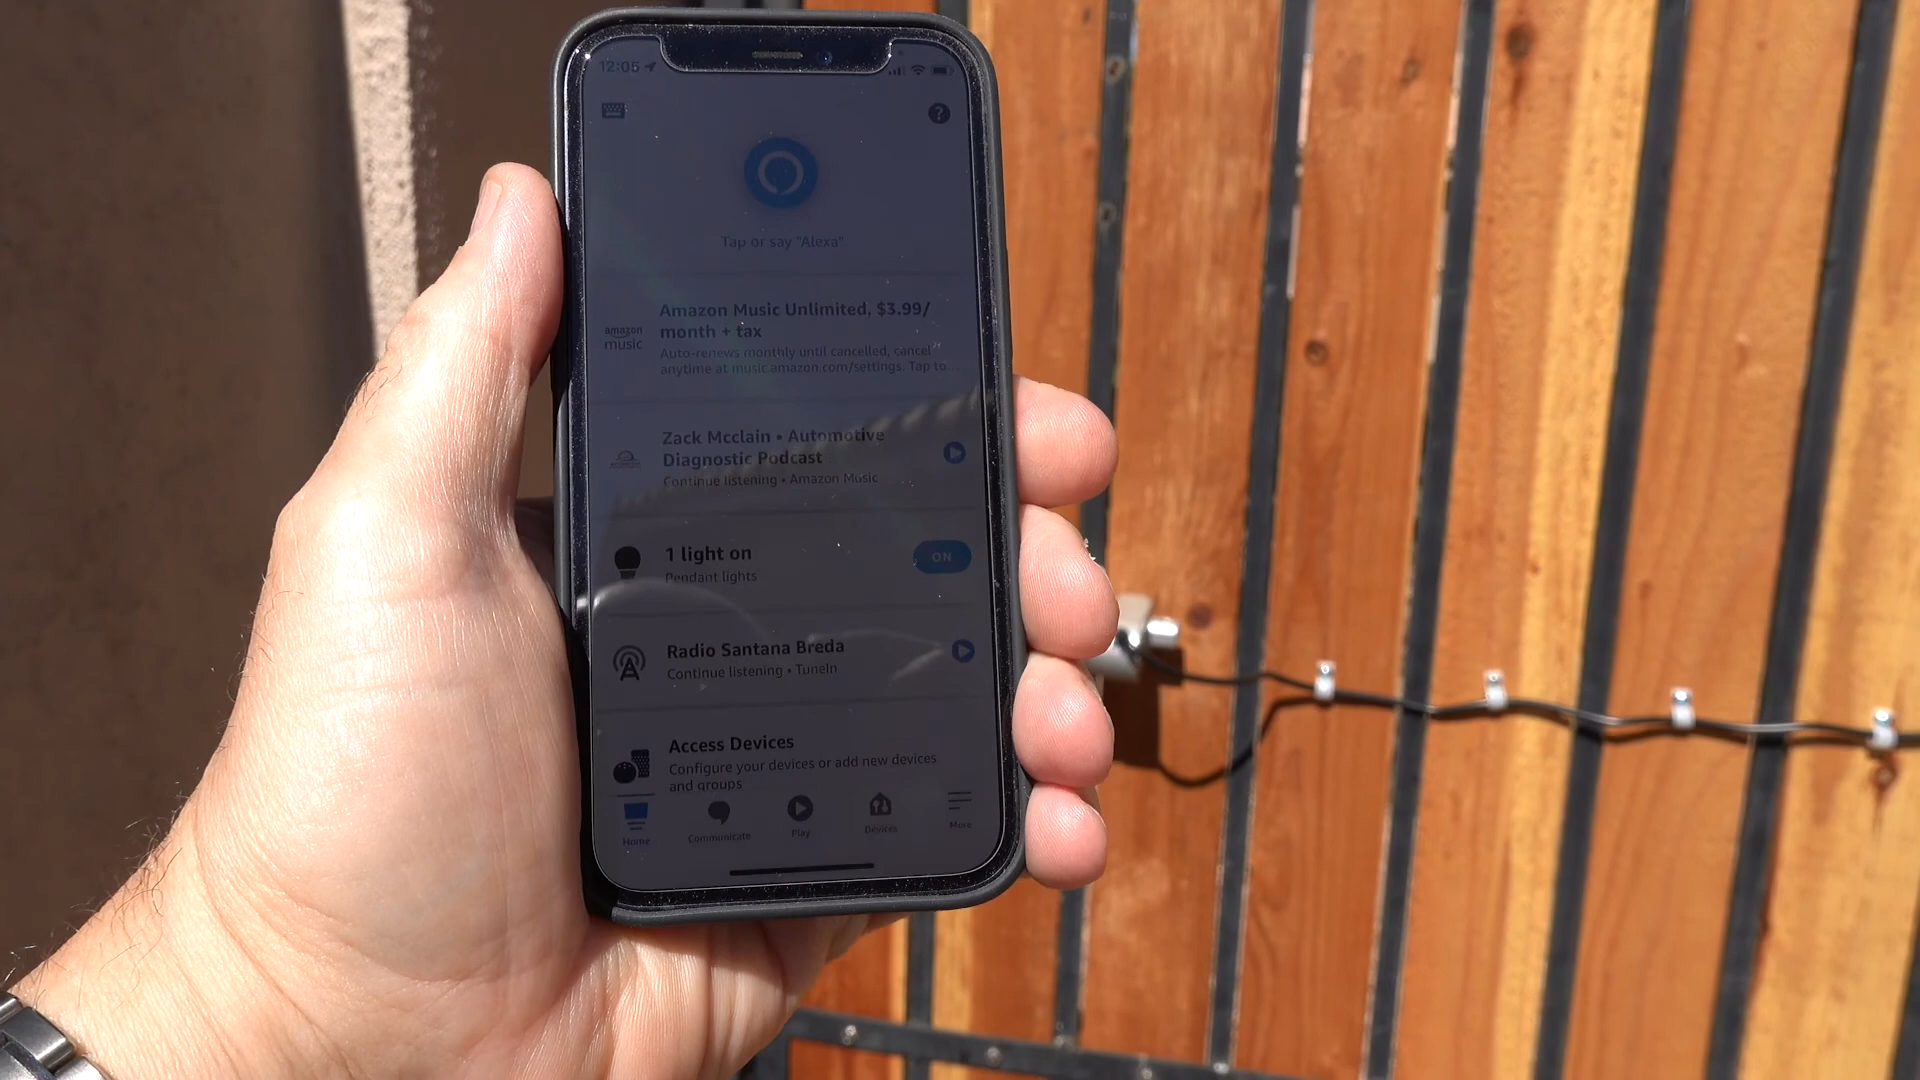 12:05
?
Tap or say "Alexa"
amazon
music
Amazon Music Unlimited, $3.99/
month + tax
Auto-renews monthly until cancelled, cancel
anytime at music.amazon.com/settings. Tap to...
Zack Mcclain • Automotive
Diagnostic Podcast
Continue listening • Amazon Music
1 light on
Pendant lights
ON
Radio Santana Breda
Continue listening • TuneIn
Access Devices
Configure your devices or add new devices
and groups
Home
Communicate
Play
Devices
More